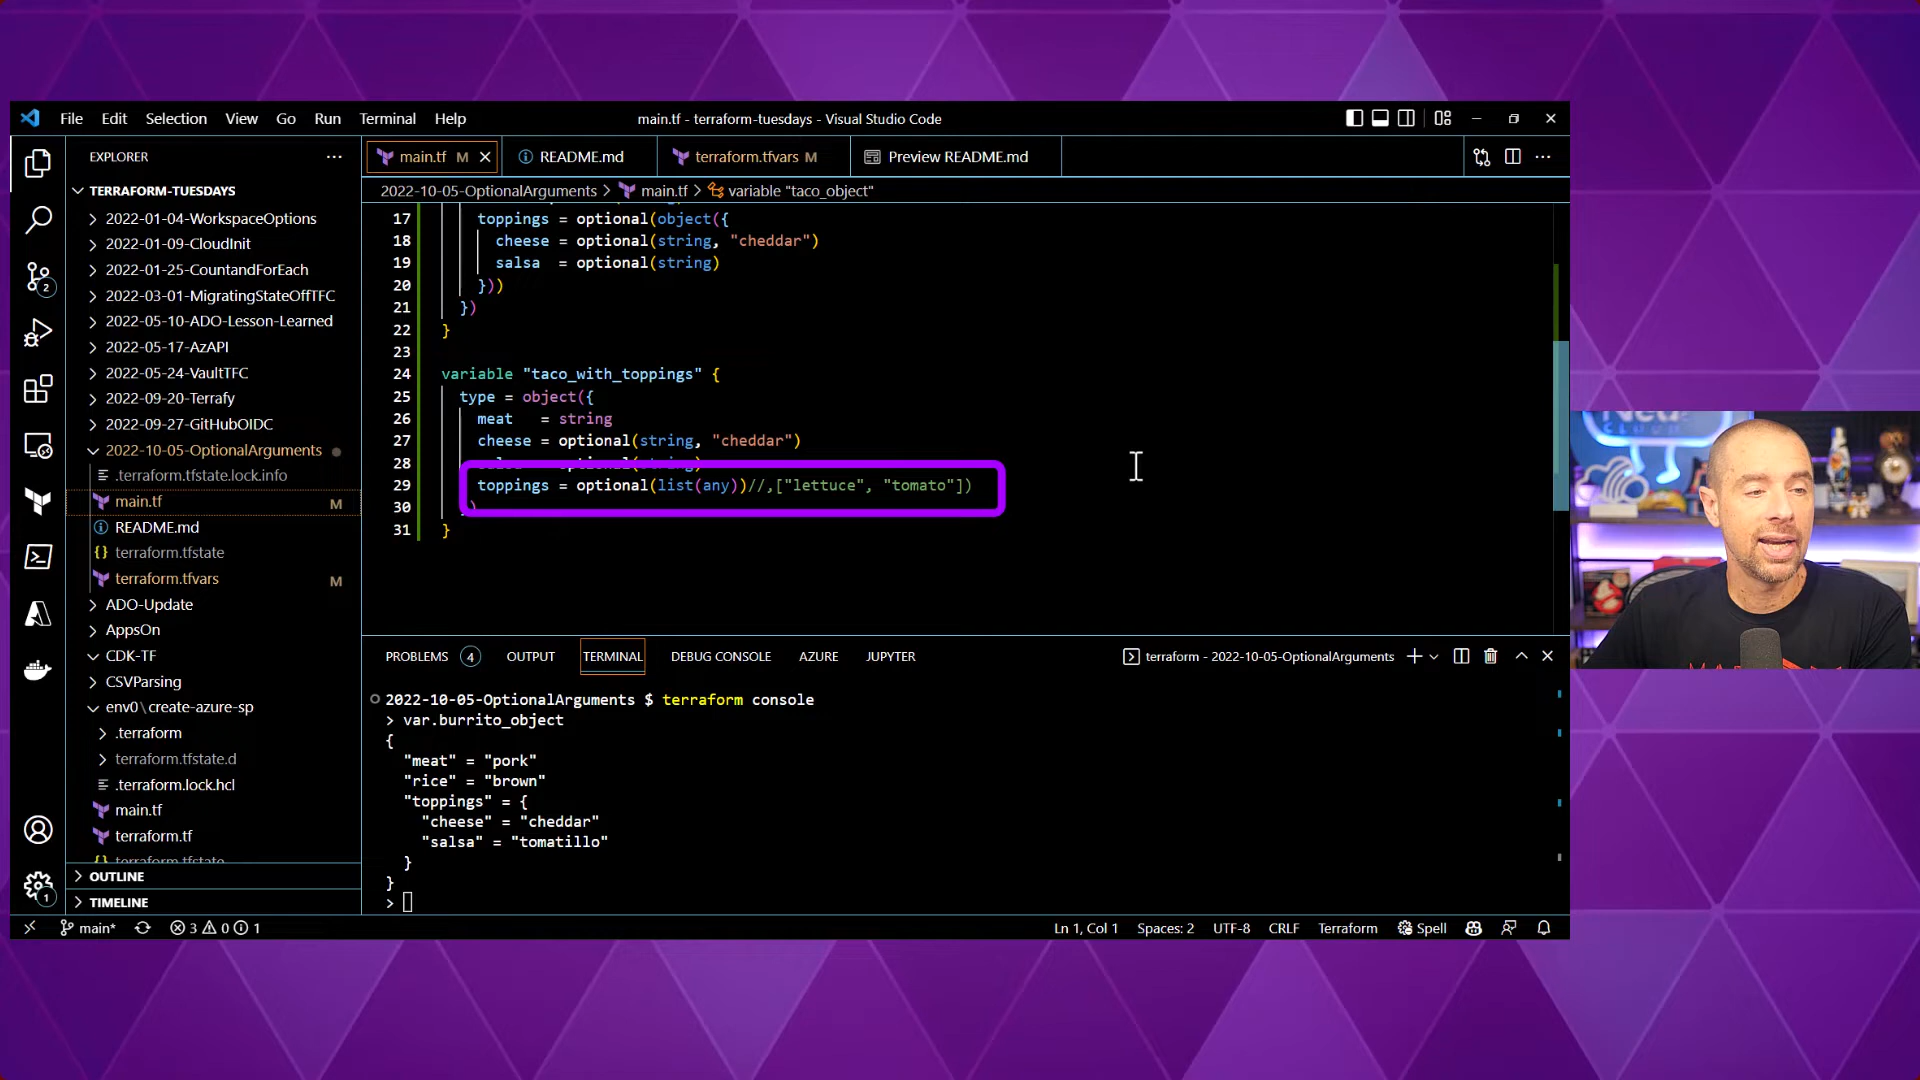 File Edit Selection View Go Run Terminal Help
main.tf - terraform-tuesdays - Visual Studio Code
EXPLORER
TERRAFORM-TUESDAYS
2022-01-04-WorkspaceOptions
2022-01-09-CloudInit
2022-01-25-CountandForEach
2022-03-01-MigratingStateOffTFC
2022-05-10-ADO-Lesson-Learned
2022-05-17-AzAPI
2022-05-24-VaultTFC
2022-09-20-Terrafy
2022-09-27-GitHubOIDC
2022-10-05-OptionalArguments
.terraform.tfstate.lock.info
main.tf M
README.md
terraform.tfstate
terraform.tfvars M
ADO-Update
AppsOn
CDK-TF
CSVParsing
env0\create-azure-sp
.terraform
terraform.tfstate.d
.terraform.lock.hcl
main.tf
terraform.tf
terraform.tfstate
OUTLINE
TIMELINE
main.tf M README.md terraform.tfvars M Preview README.md
2022-10-05-OptionalArguments > main.tf > variable "taco_object"
17 toppings = optional(object({
18 cheese = optional(string, "cheddar")
19 salsa = optional(string)
20 }))
21 })
22 }
23
24 variable "taco_with_toppings" {
25 type = object({
26 meat = string
27 cheese = optional(string, "cheddar")
28 salsa = optional(string)
29 toppings = optional(list(any))//,["lettuce", "tomato"])
30 )
31 }
PROBLEMS 4 OUTPUT TERMINAL DEBUG CONSOLE AZURE JUPYTER
terraform - 2022-10-05-OptionalArguments
2022-10-05-OptionalArguments $ terraform console
> var.burrito_object
{
"meat" = "pork"
"rice" = "brown"
"toppings" = {
"cheese" = "cheddar"
"salsa" = "tomatillo"
}
}
>
2
1
main* 3 0 1
Ln 1, Col 1 Spaces: 2 UTF-8 CRLF Terraform Spell